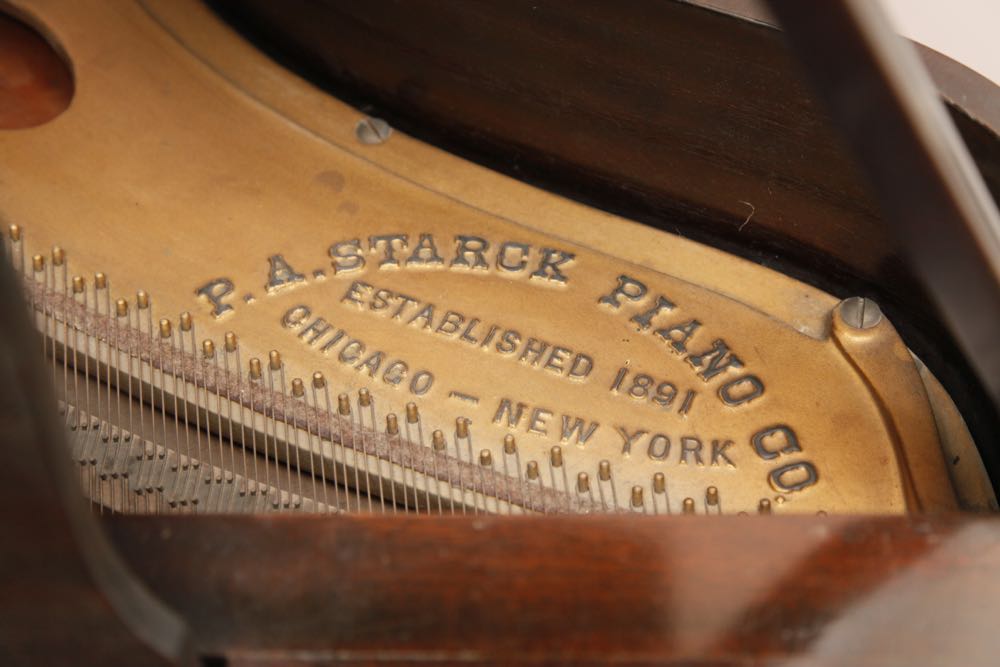 P. A. STARCK PIANO CO.
ESTABLISHED 1891
CHICAGO - NEW YORK